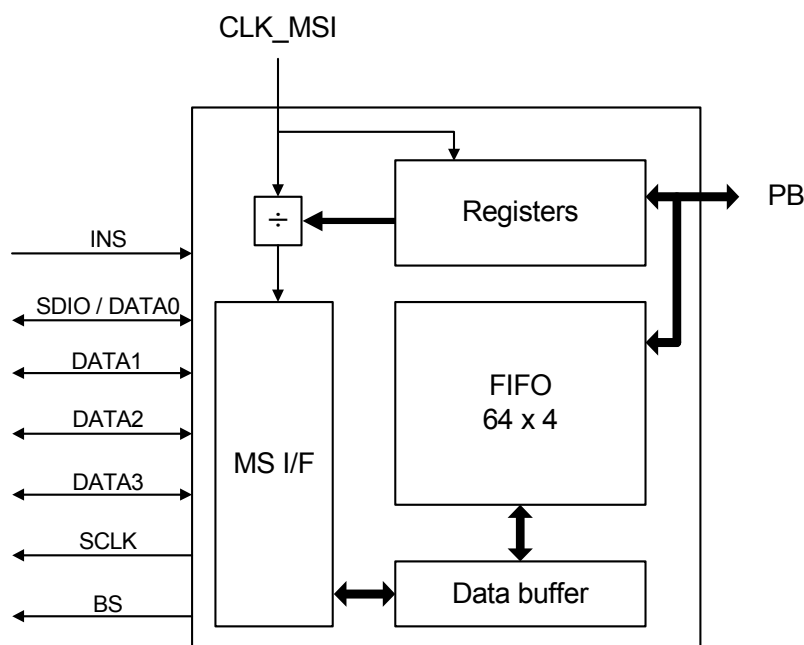 CLK_MSI
Registers
PB
÷
INS
SDIO / DATA0
DATA1
DATA2
DATA3
SCLK
BS
MS I/F
FIFO
64 x 4
Data buffer